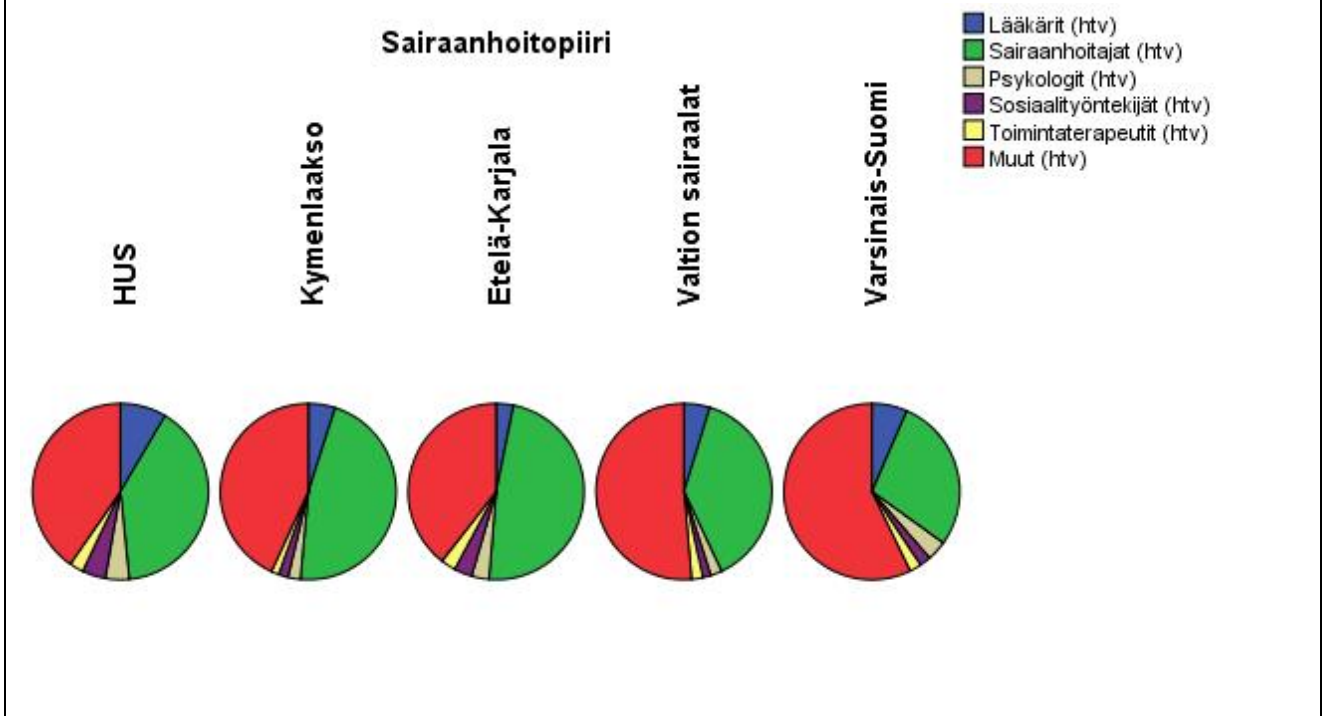 Sairaanhoitopiiri
HUS
Kymenlaakso
Etelä-Karjala
Valtion sairaalat
Varsinais-Suomi
Lääkärit (htv)
Sairaanhoitajat (htv)
Psykologit (htv)
Sosiaalityöntekijät (htv)
Toimintaterapeutit (htv)
Muut (htv)